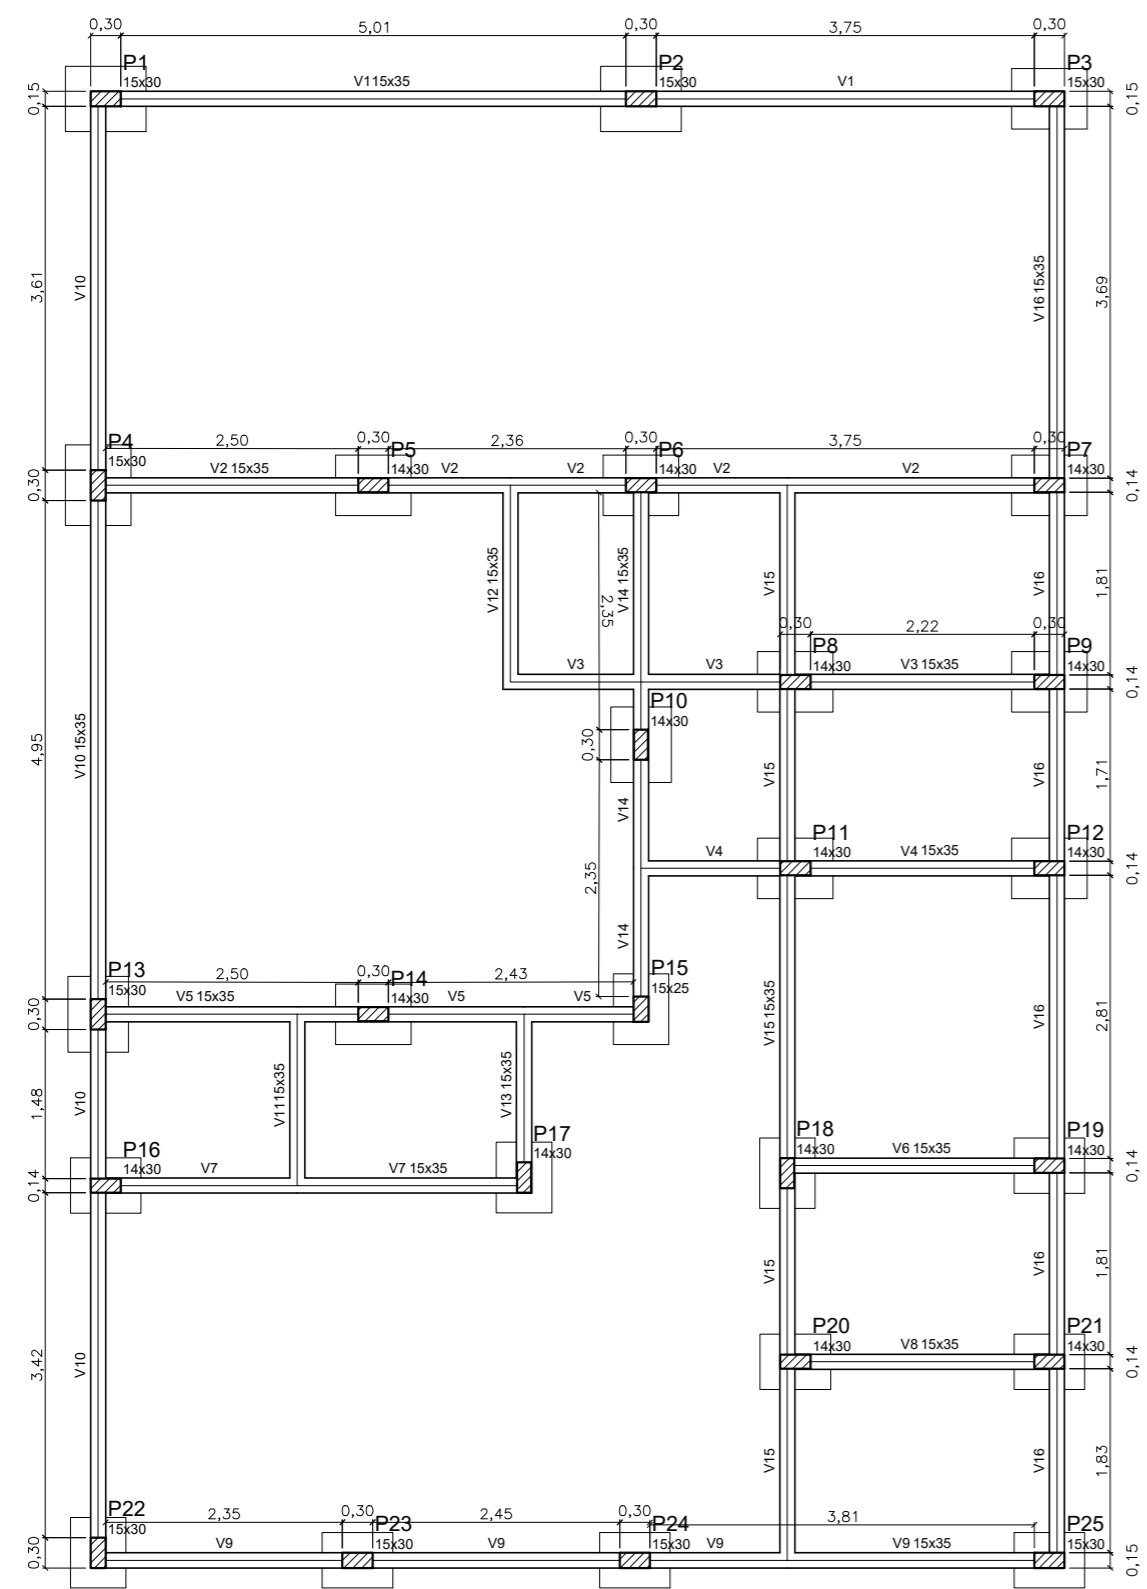 0,30 5,01 0,30 3,75 0,30
P1 P2 P3
15x30 V115x35 15x30 V1 15x30
0,15 0,15
3,61 V10 V16 15x35 3,69
P4 2,50 0,30 P5 2,36 0,30 P6 3,75 0,30 P7
15x30 V2 15x35 14x30 V2 V2 14x30 V2 V2 14x30
0,30 0,14
V12 15x35 2,35 V14 15x35 V15 V16 1,81
0,30 2,22 0,30
P8 P9
V3 V3 14x30 V3 15x35 14x30
0,14
P10
14x30
0,30
4,95 V10 15x35 V14 V15 V16 1,71
P11 P12
V4 14x30 V4 15x35 14x30
0,14
2,35 V14
P13 2,50 0,30 P14 2,43 P15
15x30 V5 15x35 14x30 V5 V5 15x25
0,30 V15 15x35 V16 2,81
1,48 V10 V1115x35 V13 15x35
P16 P17 P18 P19
14x30 V7 V7 15x35 14x30 14x30 V6 15x35 14x30
0,14 0,14
V15 V16 1,81
P20 P21
14x30 V8 15x35 14x30
0,14
3,42 V10 V15 V16 1,83
P22 2,35 0,30 P23 2,45 0,30 P24 3,81 P25
15x30 V9 15x30 V9 15x30 V9 V9 15x35 15x30
0,30 0,15